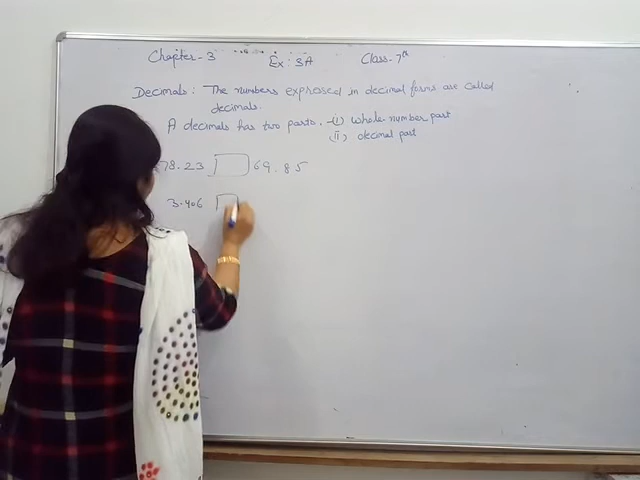 Chapter-3 Ex: 3A Class-7th
Decimals: The numbers expressed in decimal forms are called
decimals.
A decimals has two parts. -(I) whole number part
(II) decimal part
78.23 69.85
3.406